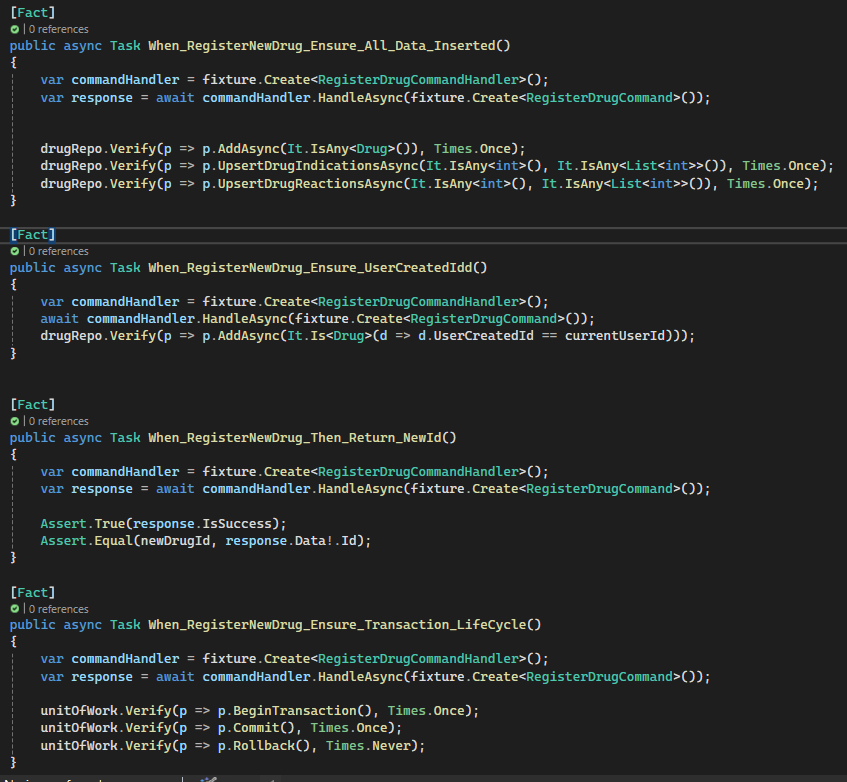 [Fact]
| 0 references
public async Task When_RegisterNewDrug_Ensure_All_Data_Inserted()
{
var commandHandler = fixture.Create<RegisterDrugCommandHandler>();
var response = await commandHandler.HandleAsync(fixture.Create<RegisterDrugCommand>());
drugRepo.Verify(p => p.AddAsync(It.IsAny<Drug>()), Times.Once);
drugRepo.Verify(p => p.UpsertDrugIndicationsAsync(It.IsAny<int>(), It.IsAny<List<int>>()), Times.Once);
drugRepo.Verify(p => p.UpsertDrugReactionsAsync(It.IsAny<int>(), It.IsAny<List<int>>()), Times.Once);
}
[Fact]
| 0 references
public async Task When_RegisterNewDrug_Ensure_UserCreatedIdd()
{
var commandHandler = fixture.Create<RegisterDrugCommandHandler>();
await commandHandler.HandleAsync(fixture.Create<RegisterDrugCommand>());
drugRepo.Verify(p => p.AddAsync(It.Is<Drug>(d => d.UserCreatedId == currentUserId)));
}
[Fact]
| 0 references
public async Task When_RegisterNewDrug_Then_Return_NewId()
{
var commandHandler = fixture.Create<RegisterDrugCommandHandler>();
var response = await commandHandler.HandleAsync(fixture.Create<RegisterDrugCommand>());
Assert.True(response.IsSuccess);
Assert.Equal(newDrugId, response.Data!.Id);
}
[Fact]
| 0 references
public async Task When_RegisterNewDrug_Ensure_Transaction_LifeCycle()
{
var commandHandler = fixture.Create<RegisterDrugCommandHandler>();
var response = await commandHandler.HandleAsync(fixture.Create<RegisterDrugCommand>());
unitOfWork.Verify(p => p.BeginTransaction(), Times.Once);
unitOfWork.Verify(p => p.Commit(), Times.Once);
unitOfWork.Verify(p => p.Rollback(), Times.Never);
}